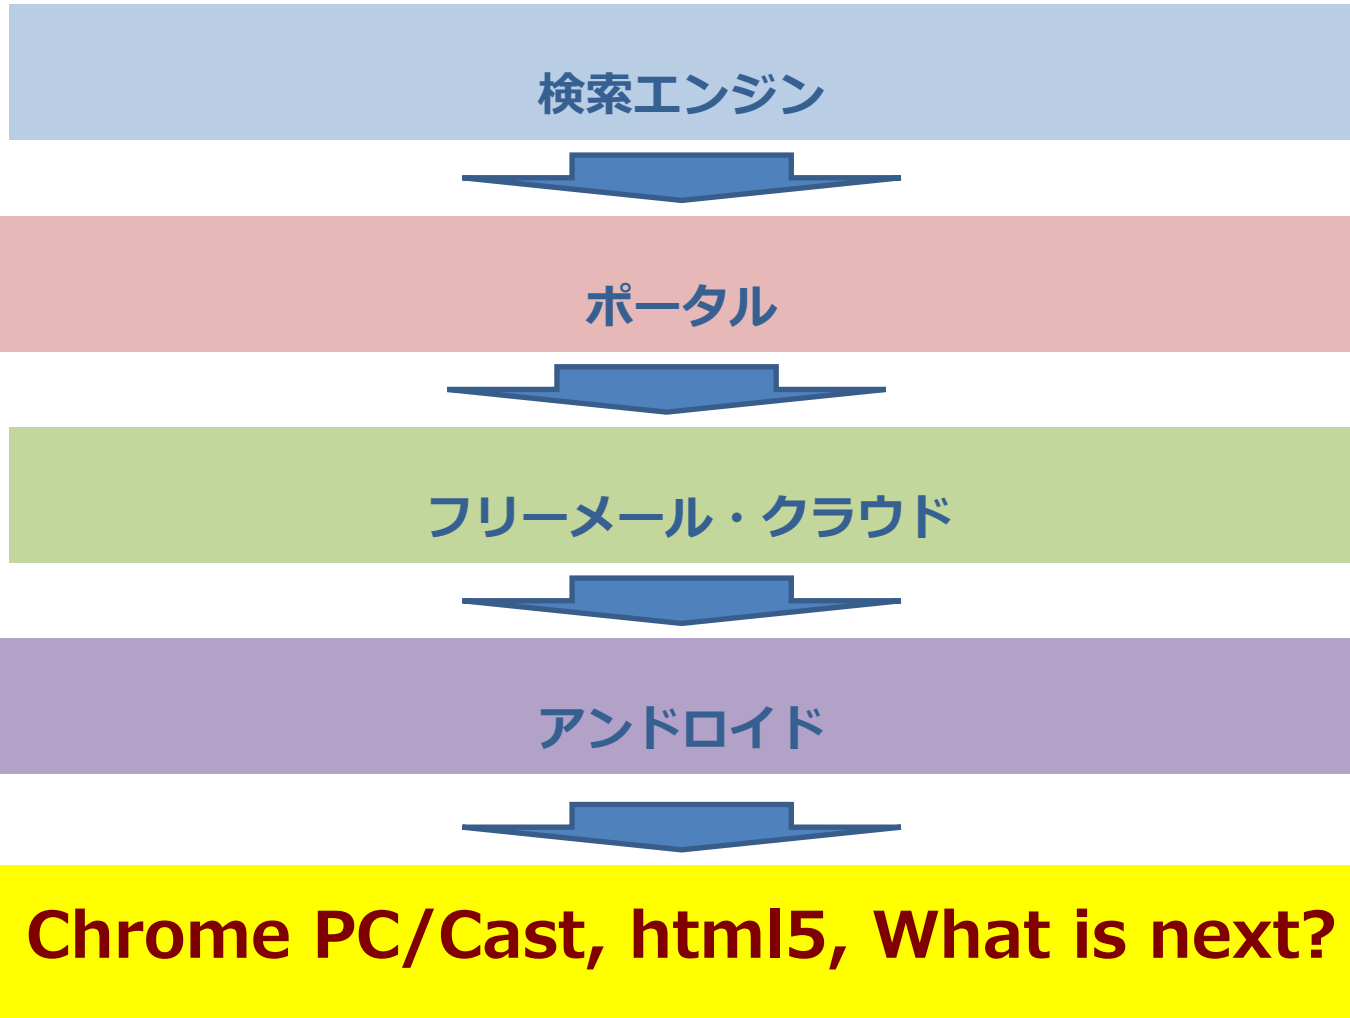 検索エンジン
ポータル
フリーメール・クラウド
アンドロイド
Chrome PC/Cast, html5, What is next?